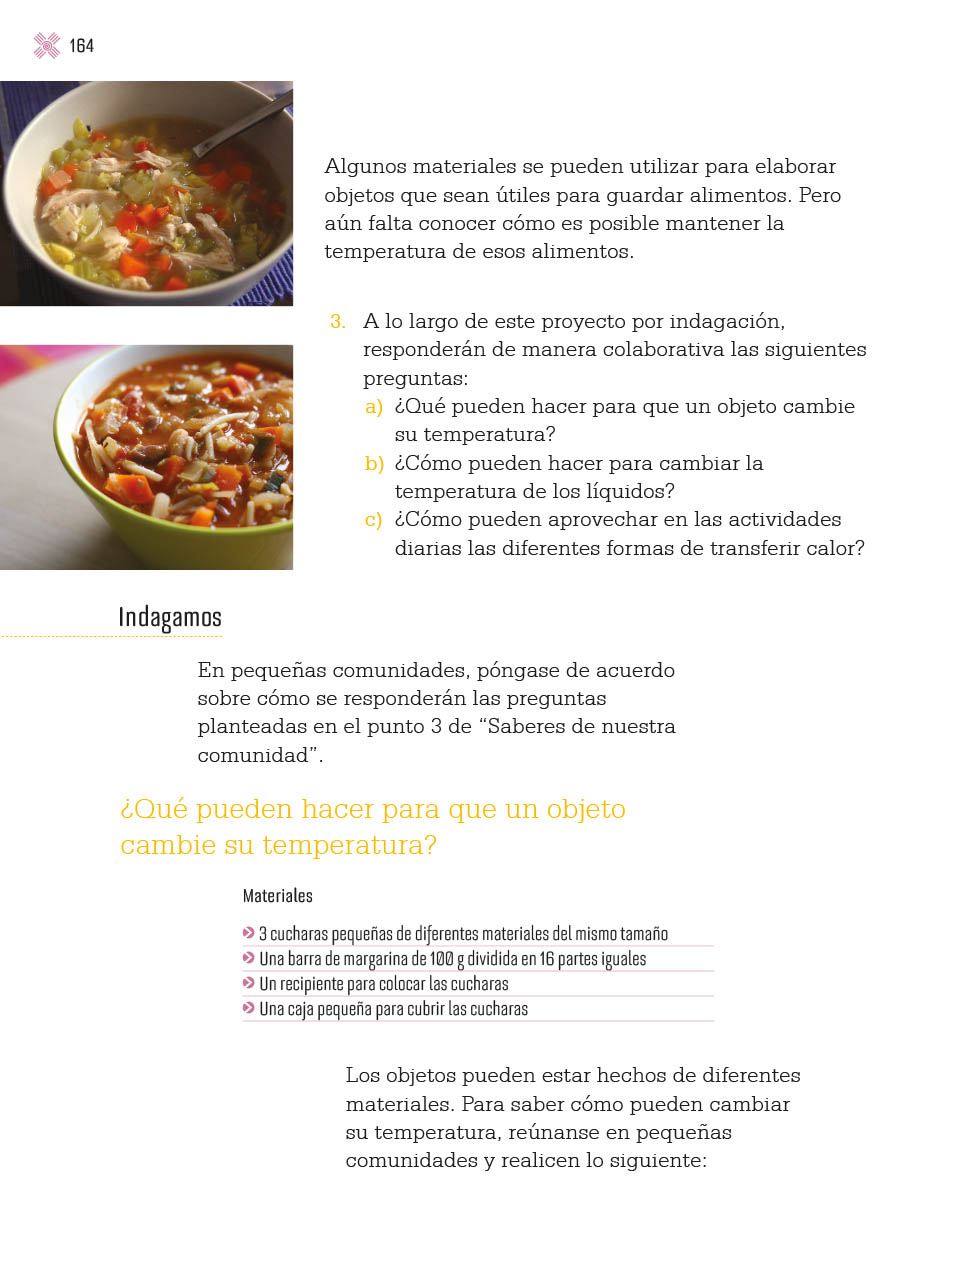 164
Algunos materiales se pueden utilizar para elaborar
objetos que sean útiles para guardar alimentos. Pero
aún falta conocer cómo es posible mantener la
temperatura de esos alimentos.
3. A lo largo de este proyecto por indagación,
responderán de manera colaborativa las siguientes
preguntas:
a) ¿Qué pueden hacer para que un objeto cambie
su temperatura?
b) ¿Cómo pueden hacer para cambiar la
temperatura de los líquidos?
c) ¿Cómo pueden aprovechar en las actividades
diarias las diferentes formas de transferir calor?
Indagamos
En pequeñas comunidades, póngase de acuerdo
sobre cómo se responderán las preguntas
planteadas en el punto 3 de “Saberes de nuestra
comunidad”.
¿Qué pueden hacer para que un objeto
cambie su temperatura?
Materiales
3 cucharas pequeñas de diferentes materiales del mismo tamaño
Una barra de margarina de 100 g dividida en 16 partes iguales
Un recipiente para colocar las cucharas
Una caja pequeña para cubrir las cucharas
Los objetos pueden estar hechos de diferentes
materiales. Para saber cómo pueden cambiar
su temperatura, reúnanse en pequeñas
comunidades y realicen lo siguiente: